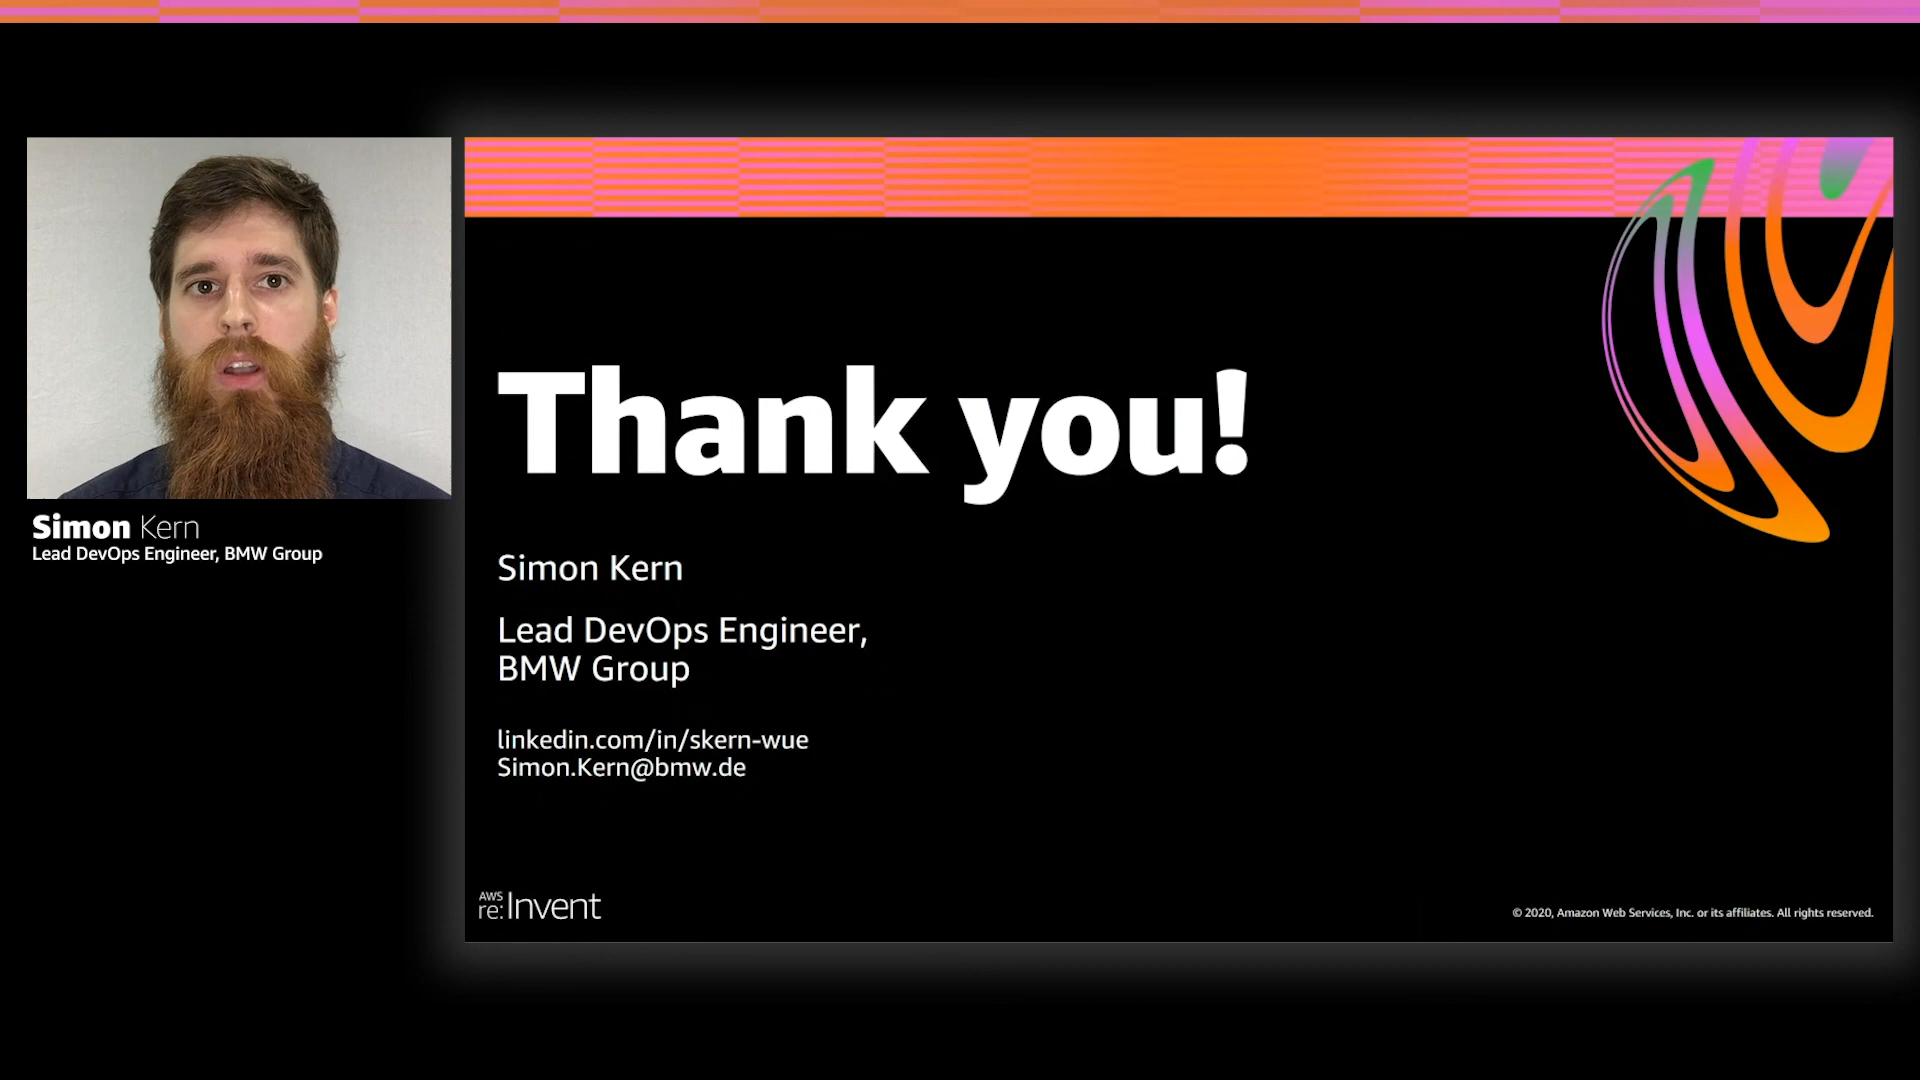 Simon Kern
Lead DevOps Engineer, BMW Group
Thank you!
Simon Kern
Lead DevOps Engineer,
BMW Group
linkedin.com/in/skern-wue
Simon.Kern@bmw.de
AWS
re:Invent
© 2020, Amazon Web Services, Inc. or its affiliates. All rights reserved.